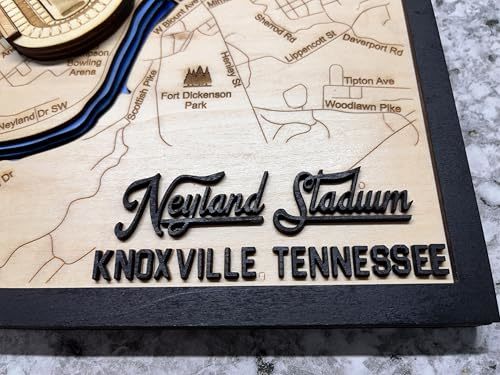 W Blount Ave
Sherrod Rd
Lippencott St
Davenport Rd
Bowling
Arena
Scottish Pike
Henley St
Tipton Ave
Fort Dickenson
Park
Woodlawn Pike
Neyland Dr SW
Dr
Neyland Stadium
KNOXVILLE TENNESSEE